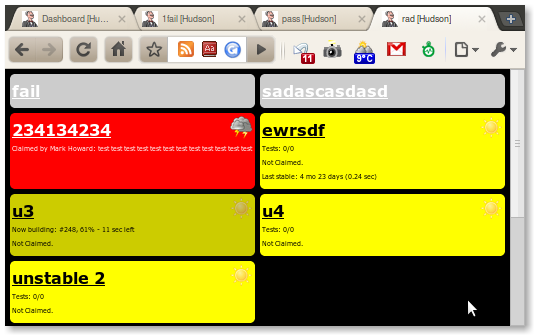 Dashboard [Hu...
1fail [Hudson]
pass [Hudson]
rad [Hudson]
11
9°C
fail
sadascasdasd
234134234
Claimed by Mark Howard: test test test test test test test test test test test test
ewrsdf
Tests: 0/0
Not Claimed.
Last stable: 4 mo 23 days (0.24 sec)
u3
Now building: #248, 61% - 11 sec left
Not Claimed.
u4
Tests: 0/0
Not Claimed.
unstable 2
Tests: 0/0
Not Claimed.